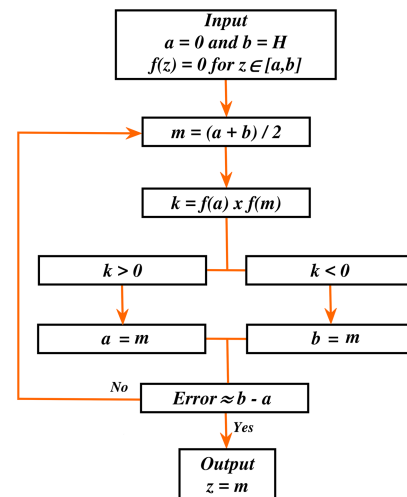 Input
a = 0 and b = H
f(z) = 0 for z ∈ [a,b]
m = (a + b) / 2
k = f(a) x f(m)
k > 0
k < 0
a = m
b = m
No
Error ≈ b - a
Yes
Output
z = m